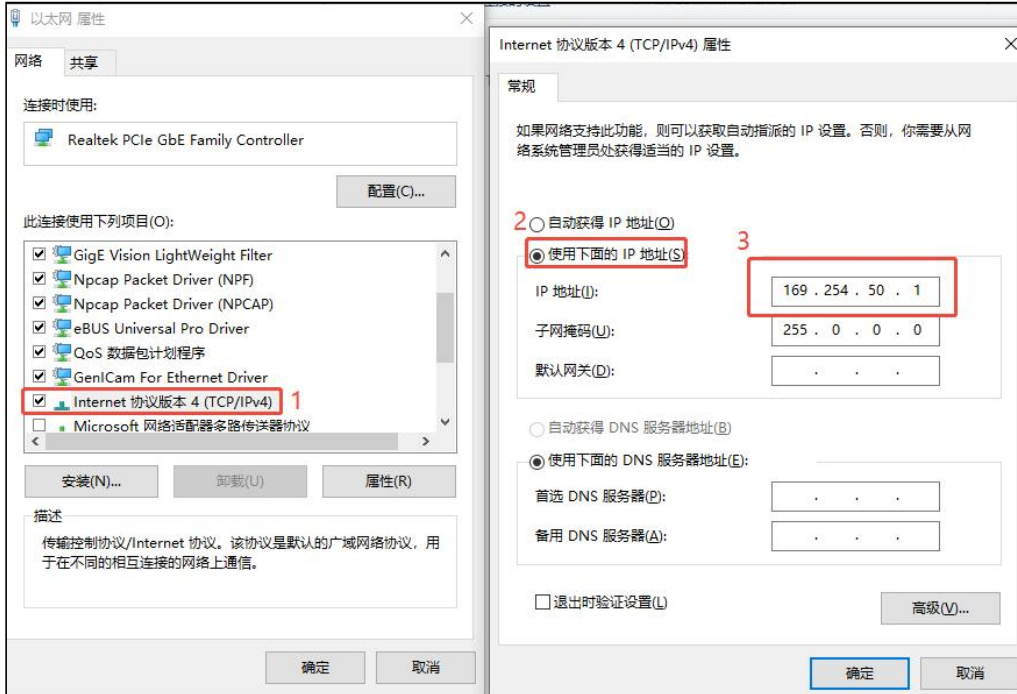 以太网 属性
网络
共享
连接时使用:
Realtek PCIe GbE Family Controller
配置(C)...
此连接使用下列项目(O):
GigE Vision LightWeight Filter
Npcap Packet Driver (NPF)
Npcap Packet Driver (NPCAP)
eBUS Universal Pro Driver
QoS 数据包计划程序
GenICam For Ethernet Driver
Internet 协议版本 4 (TCP/IPv4)
1
Microsoft 网络适配器多路传送器协议
安装(N)...
卸载(U)
属性(R)
描述
传输控制协议/Internet 协议。该协议是默认的广域网络协议，用
于在不同的相互连接的网络上通信。
确定
取消
Internet 协议版本 4 (TCP/IPv4) 属性
常规
如果网络支持此功能，则可以获取自动指派的 IP 设置。否则，你需要从网
络系统管理员处获得适当的 IP 设置。
2
自动获得 IP 地址(O)
使用下面的 IP 地址(S)
3
IP 地址(I):
169 . 254 . 50 . 1
子网掩码(U):
255 . 0 . 0 . 0
默认网关(D):
自动获得 DNS 服务器地址(B)
使用下面的 DNS 服务器地址(E):
首选 DNS 服务器(P):
备用 DNS 服务器(A):
退出时验证设置(L)
高级(V)...
确定
取消